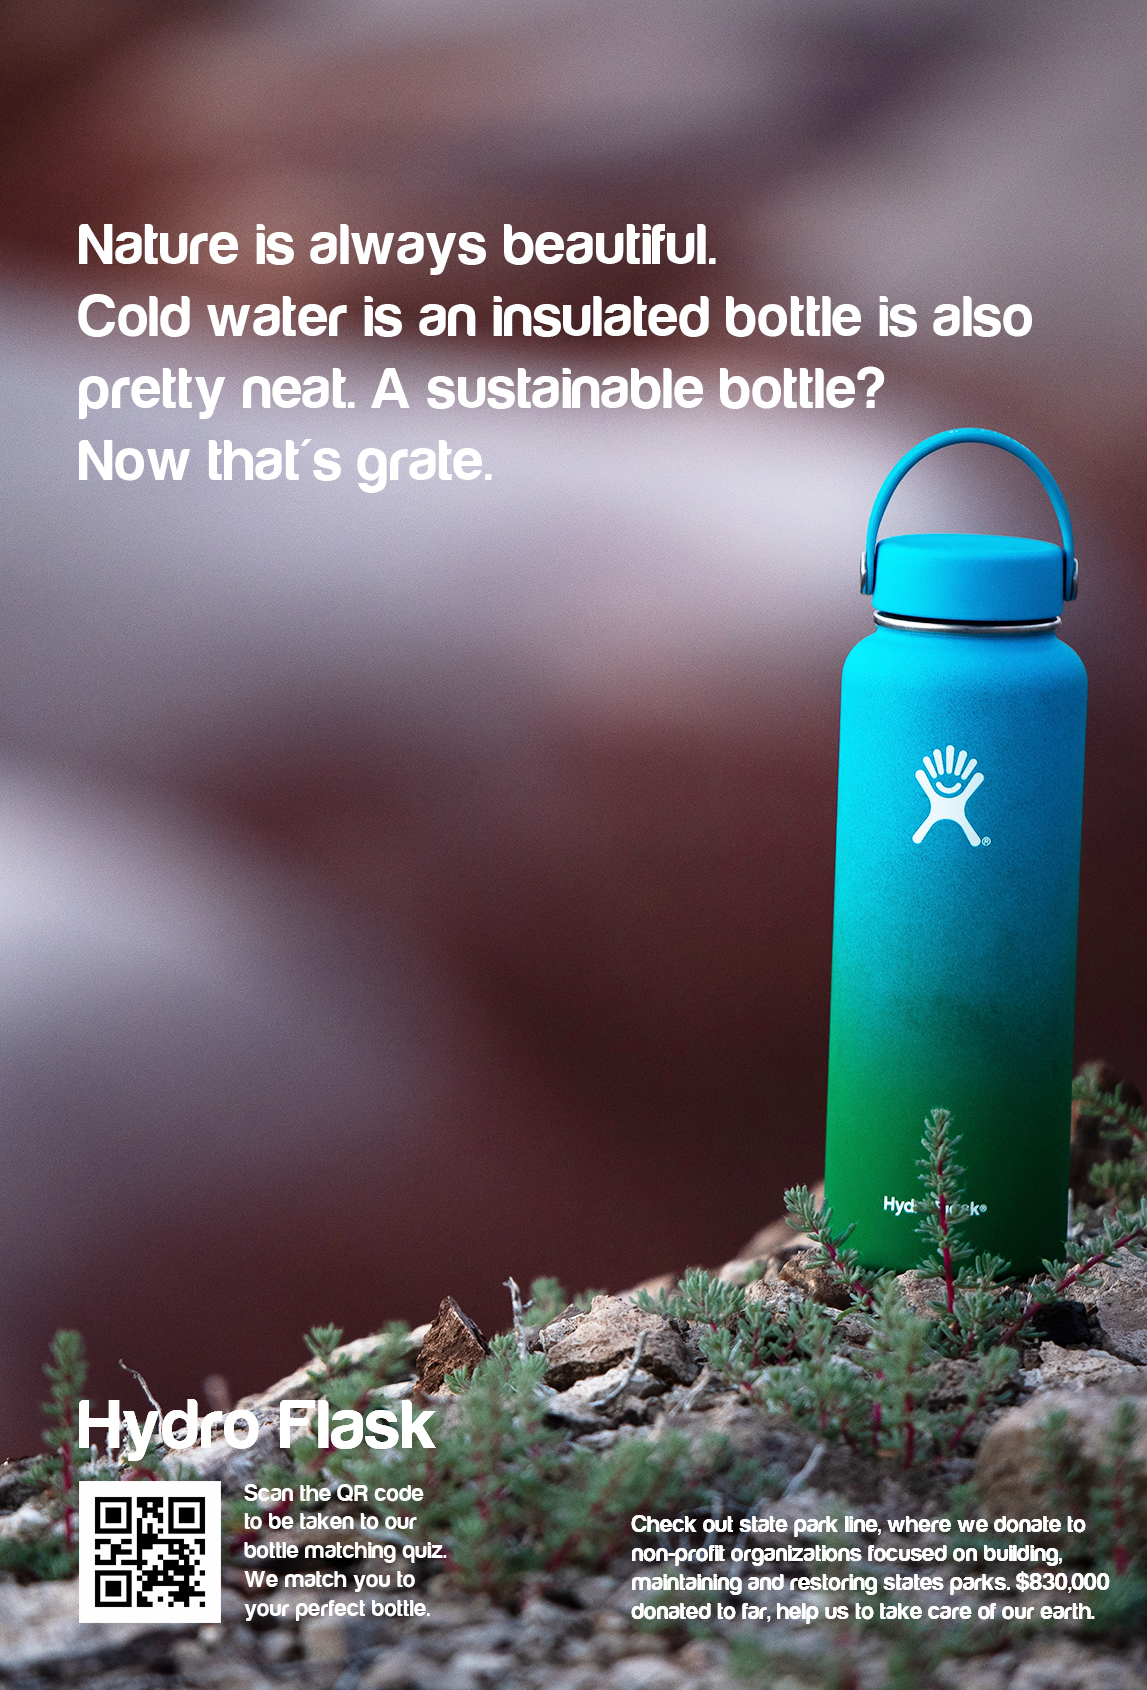 Nature is always beautiful.
Cold water is an insulated bottle is also
pretty neat. A sustainable bottle?
Now that´s grate.
®
Hydro Flask
Scan the QR code
to be taken to our
bottle matching quiz.
We match you to
your perfect bottle.
Check out state park line, where we donate to
non-profit organizations focused on building,
maintaining and restoring states parks. $830,000
donated to far, help us to take care of our earth.